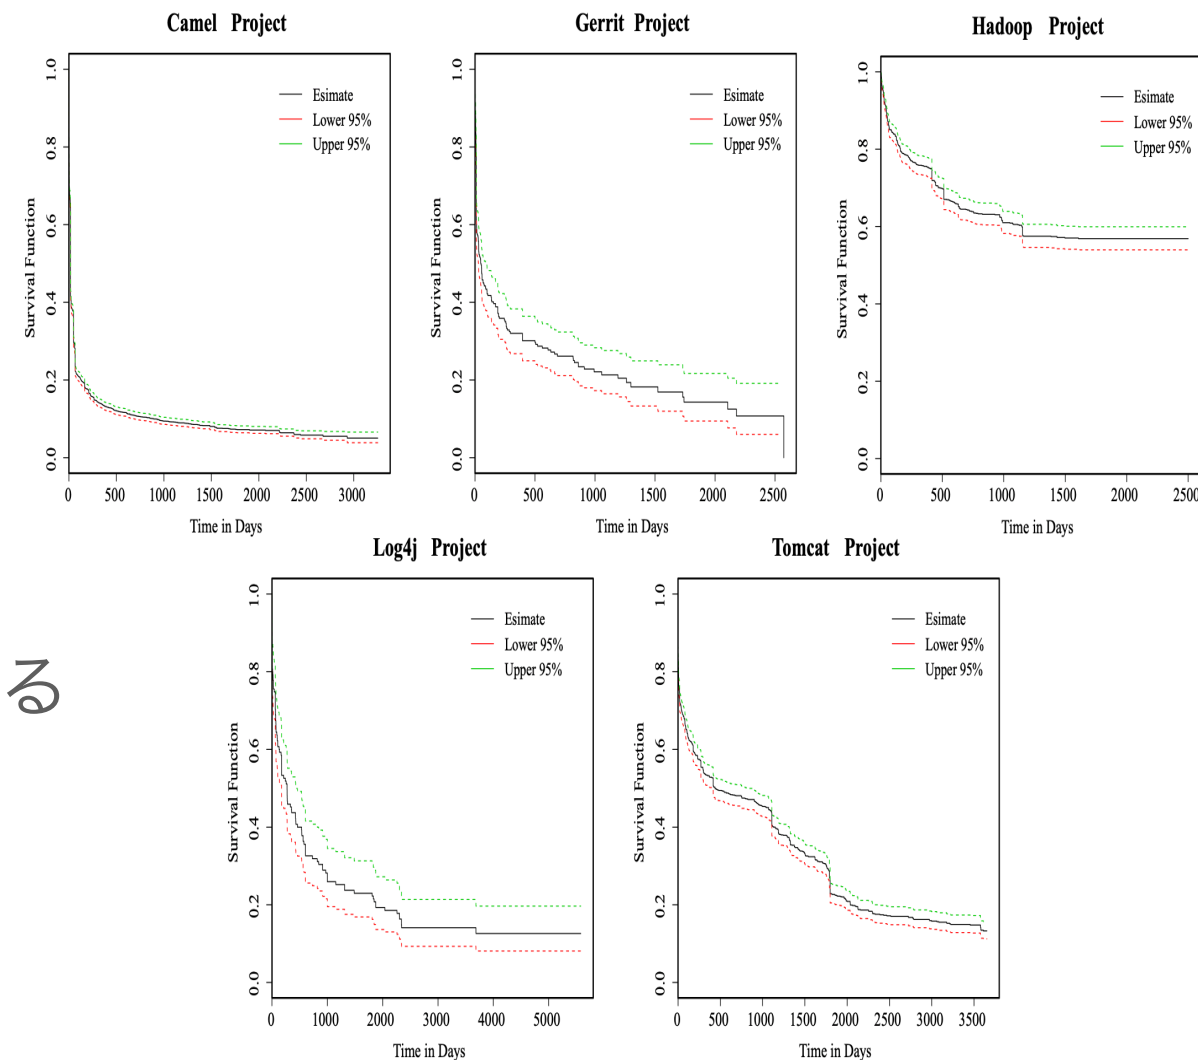 Camel Project
Gerrit Project
Hadoop Project
1.0
0.8
0.6
0.4
0.2
0.0
Survival Function
Esimate
Lower 95%
Upper 95%
0 500 1000 1500 2000 2500 3000
Time in Days
1.0
0.8
0.6
0.4
0.2
0.0
Survival Function
Esimate
Lower 95%
Upper 95%
0 500 1000 1500 2000 2500
Time in Days
1.0
0.8
0.6
0.4
0.2
0.0
Survival Function
Esimate
Lower 95%
Upper 95%
0 500 1000 1500 2000 2500
Time in Days
Log4j Project
Tomcat Project
1.0
0.8
0.6
0.4
0.2
0.0
Survival Function
Esimate
Lower 95%
Upper 95%
0 1000 2000 3000 4000 5000
Time in Days
1.0
0.8
0.6
0.4
0.2
0.0
Survival Function
Esimate
Lower 95%
Upper 95%
0 500 1000 1500 2000 2500 3000 3500
Time in Days
る